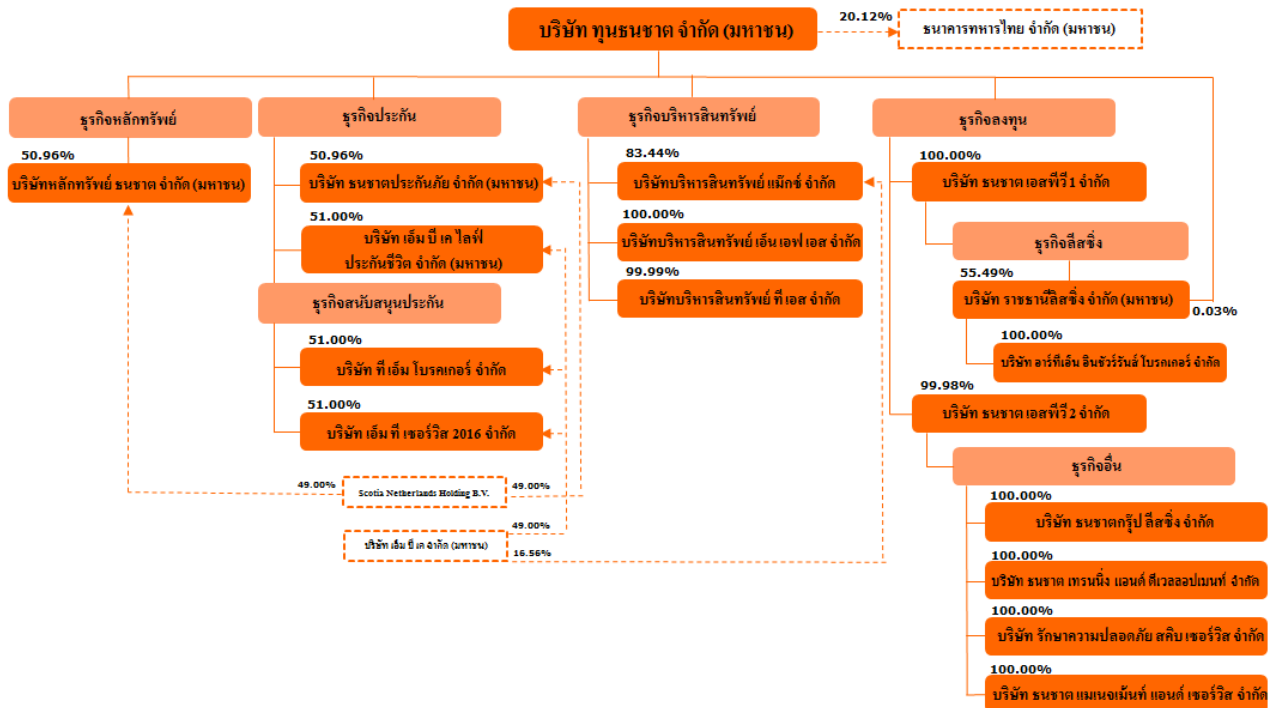 บริษัท ทุนธนชาต จำกัด (มหาชน)
20.12%
ธนาคารทหารไทย จำกัด (มหาชน)
ธุรกิจหลักทรัพย์
50.96%
บริษัทหลักทรัพย์ ธนชาต จำกัด (มหาชน)
ธุรกิจประกัน
50.96%
บริษัท ธนชาตประกันภัย จำกัด (มหาชน)
51.00%
บริษัท เอ็ม บี เค ไลฟ์
ประกันชีวิต จำกัด (มหาชน)
ธุรกิจสนับสนุนประกัน
51.00%
บริษัท ที เอ็ม โบรคเกอร์ จำกัด
51.00%
บริษัท เอ็ม ที เซอร์วิส 2016 จำกัด
ธุรกิจบริหารสินทรัพย์
83.44%
บริษัทบริหารสินทรัพย์ แม๊กซ์ จำกัด
100.00%
บริษัทบริหารสินทรัพย์ เอ็น เอฟ เอส จำกัด
99.99%
บริษัทบริหารสินทรัพย์ ที เอส จำกัด
ธุรกิจลงทุน
100.00%
บริษัท ธนชาต เอสพีวี 1 จำกัด
ธุรกิจลีสซิ่ง
55.49%
บริษัท ราชธานีลิสซิ่ง จำกัด (มหาชน)
0.03%
100.00%
บริษัท อาร์ทีเอ็น อินชัวร์รันส์ โบรกเกอร์ จำกัด
99.98%
บริษัท ธนชาต เอสพีวี 2 จำกัด
ธุรกิจอื่น
100.00%
บริษัท ธนชาตกรุ๊ป ลีสซิ่ง จำกัด
100.00%
บริษัท ธนชาต เทรนนิ่ง แอนด์ ดีเวลลอปเมนท์ จำกัด
100.00%
บริษัท รักษาความปลอดภัย สคิบ เซอร์วิส จำกัด
100.00%
บริษัท ธนชาต แมเนจเม้นท์ แอนด์ เซอร์วิส จำกัด
49.00%
Scotia Netherlands Holding B.V.
49.00%
บริษัท เอ็ม บี เค จำกัด (มหาชน)
49.00%
16.56%